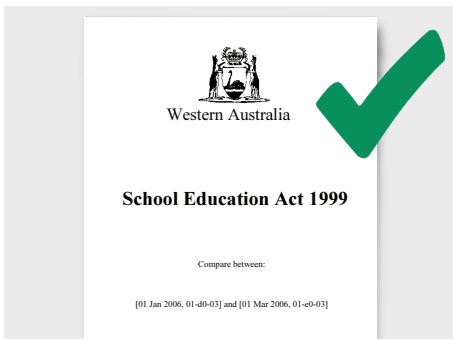 Western Australia
School Education Act 1999
Compare between:
[01 Jan 2006, 01-d0-03] and [01 Mar 2006, 01-e0-03]